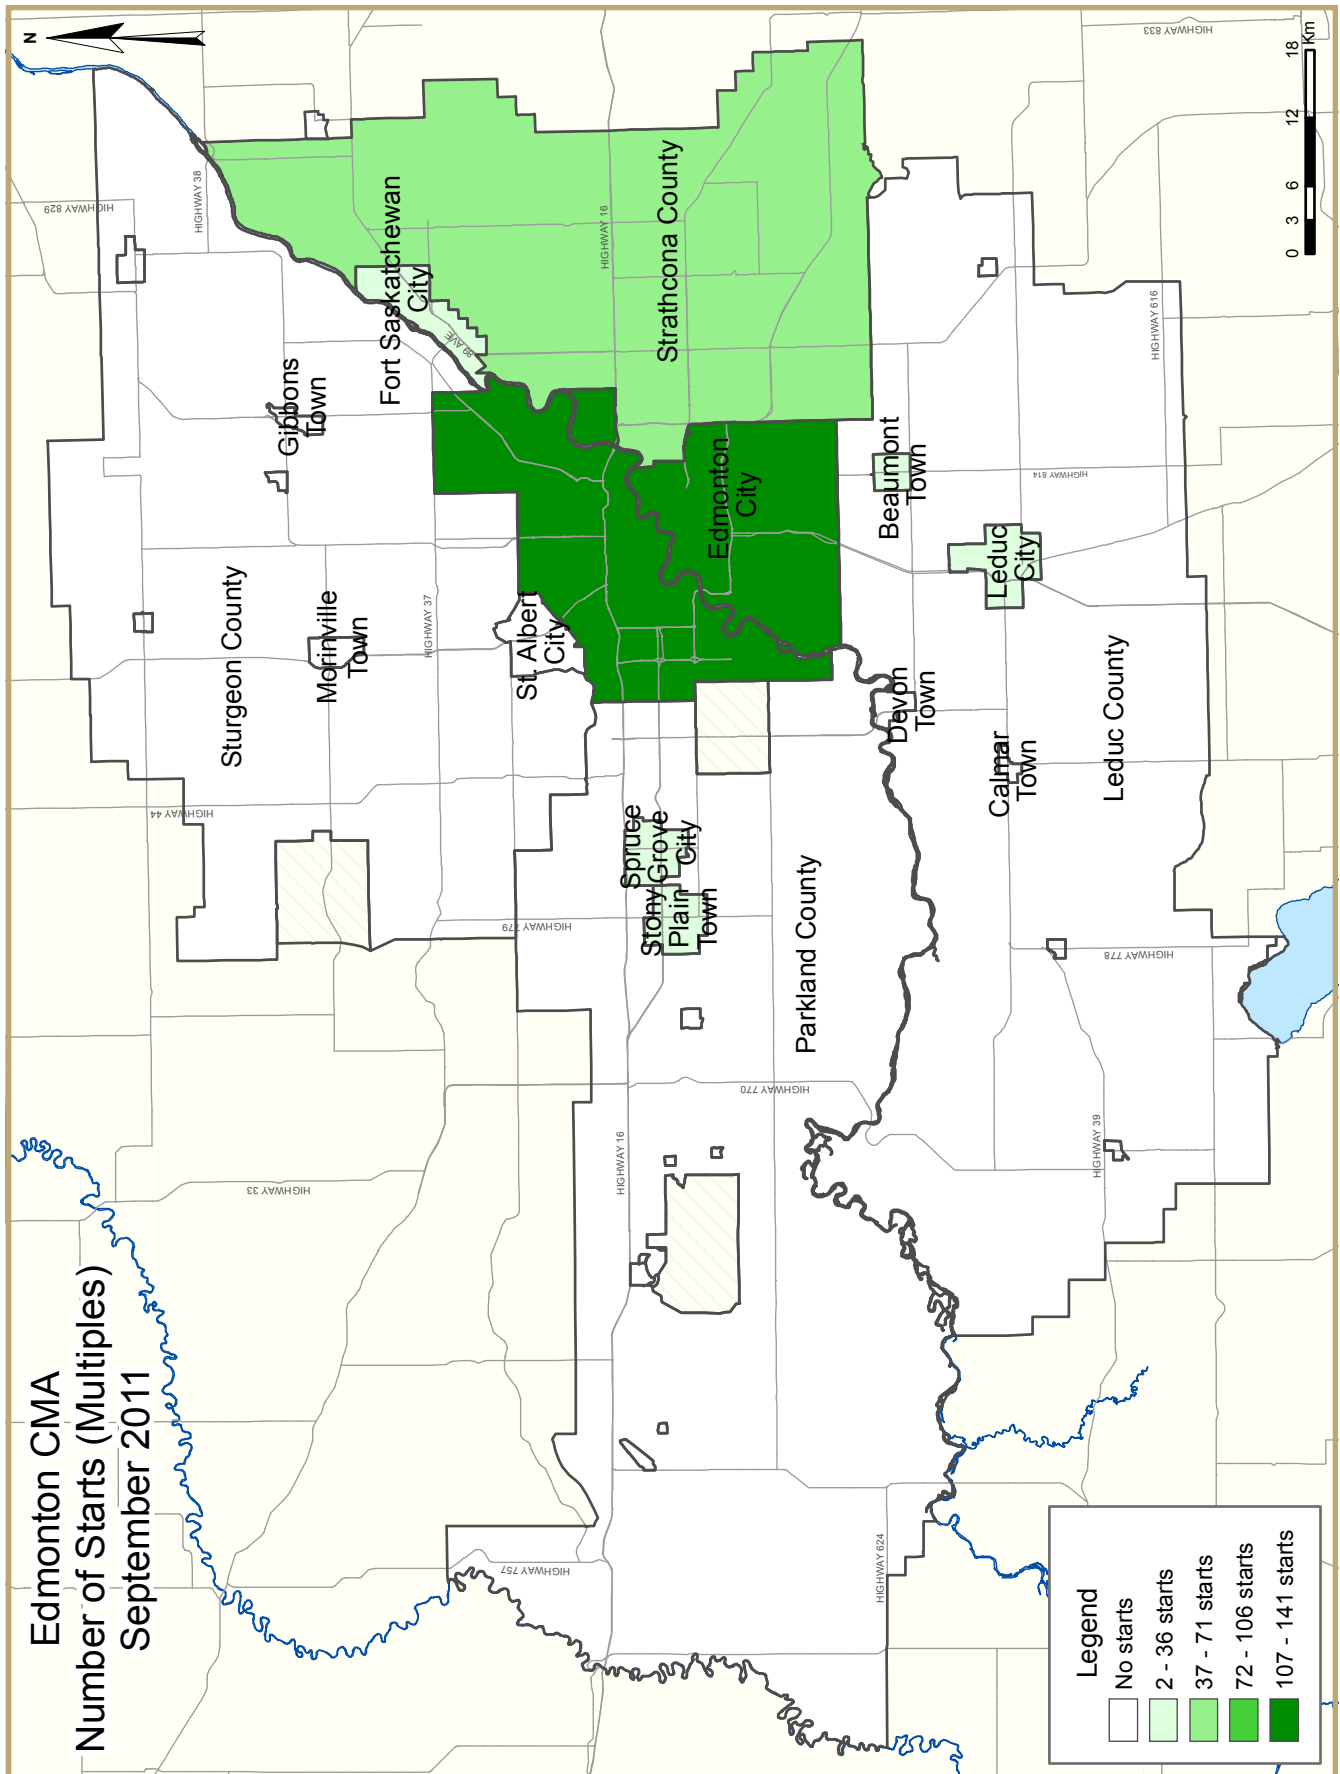 Edmonton CMA
Number of Starts (Multiples)
September 2011
N
HIGHWAY 829
HIGHWAY 38
HIGHWAY 833
HIGHWAY 44
HIGHWAY 37
HIGHWAY 779
HIGHWAY 33
HIGHWAY 16
HIGHWAY 16
HIGHWAY 770
HIGHWAY 757
HIGHWAY 624
HIGHWAY 39
HIGHWAY 778
HIGHWAY 814
HIGHWAY 616
89 AVE
Sturgeon County
Gibbons
Town
Morinville
Town
Fort Saskatchewan
City
St. Albert
City
Strathcona County
Edmonton
City
Spruce
Grove
City
Stony
Plain
Town
Parkland County
Beaumont
Town
Leduc
City
Devon
Town
Calmar
Town
Leduc County
Legend
No starts
2 - 36 starts
37 - 71 starts
72 - 106 starts
107 - 141 starts
0 3 6 12 18
Km